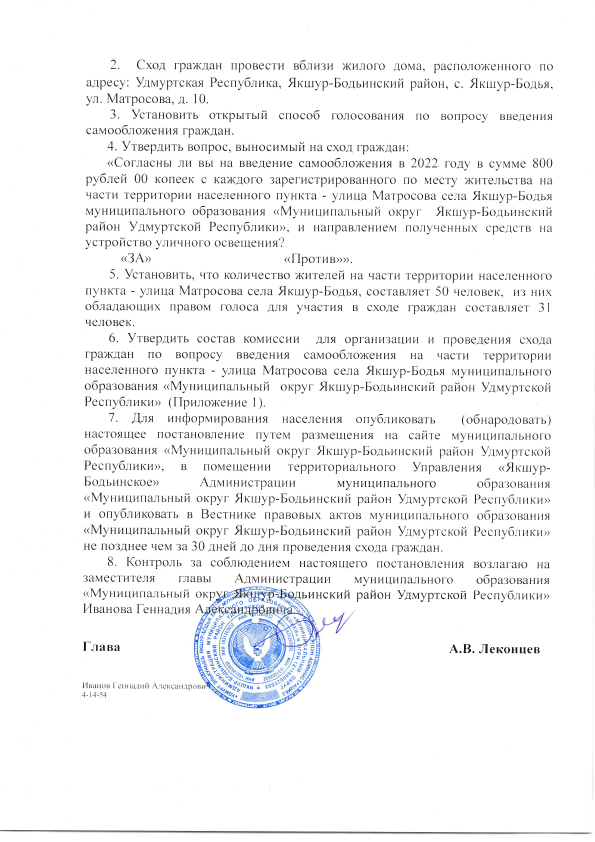 2. Сход граждан провести вблизи жилого дома, расположенного по
адресу: Удмуртская Республика, Якшур-Бодьинский район, с. Якшур-Бодья,
ул. Матросова, д. 10.
3. Установить открытый способ голосования по вопросу введения
самообложения граждан.
4. Утвердить вопрос, выносимый на сход граждан:
«Согласны ли вы на введение самообложения в 2022 году в сумме 800
рублей 00 копеек с каждого зарегистрированного по месту жительства на
части территории населенного пункта - улица Матросова села Якшур-Бодья
муниципального образования «Муниципальный округ Якшур-Бодьинский
район Удмуртской Республики», и направлением полученных средств на
устройство уличного освещения?
«ЗА» «Против»».
5. Установить, что количество жителей на части территории населенного
пункта - улица Матросова села Якшур-Бодья, составляет 50 человек, из них
обладающих правом голоса для участия в сходе граждан составляет 31
человек.
6. Утвердить состав комиссии для организации и проведения схода
граждан по вопросу введения самообложения на части территории
населенного пункта - улица Матросова села Якшур-Бодья муниципального
образования «Муниципальный округ Якшур-Бодьинский район Удмуртской
Республики» (Приложение 1).
7. Для информирования населения опубликовать (обнародовать)
настоящее постановление путем размещения на сайте муниципального
образования «Муниципальный округ Якшур-Бодьинский район Удмуртской
Республики», в помещении территориального Управления «Якшур-
Бодьинское» Администрации муниципального образования
«Муниципальный округ Якшур-Бодьинский район Удмуртской Республики»
и опубликовать в Вестнике правовых актов муниципального образования
«Муниципальный округ Якшур-Бодьинский район Удмуртской Республики»
не позднее чем за 30 дней до дня проведения схода граждан.
8. Контроль за соблюдением настоящего постановления возлагаю на
заместителя главы Администрации муниципального образования
«Муниципальный округ Якшур-Бодьинский район Удмуртской Республики»
Иванова Геннадия Александровича.
Глава А.В. Леконцев
Иванов Геннадий Александрович
4-14-54